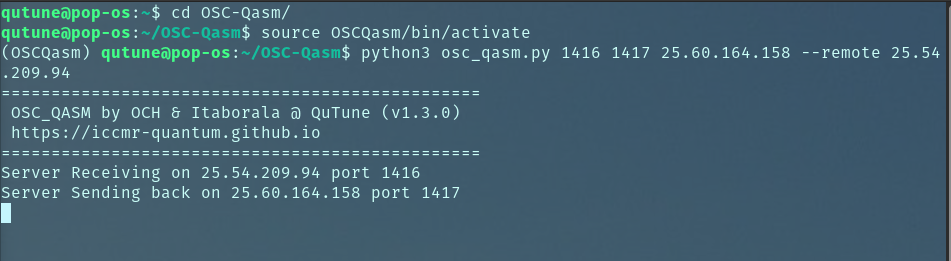 qutune@pop-os:~$ cd OSC-Qasm/
qutune@pop-os:~/OSC-Qasm$ source OSCQasm/bin/activate
(OSCQasm) qutune@pop-os:~/OSC-Qasm$ python3 osc_qasm.py 1416 1417 25.60.164.158 --remote 25.54
.209.94
================================================
 OSC_QASM by OCH & Itaborala @ QuTune (v1.3.0)
 https://iccmr-quantum.github.io
================================================
Server Receiving on 25.54.209.94 port 1416
Server Sending back on 25.60.164.158 port 1417